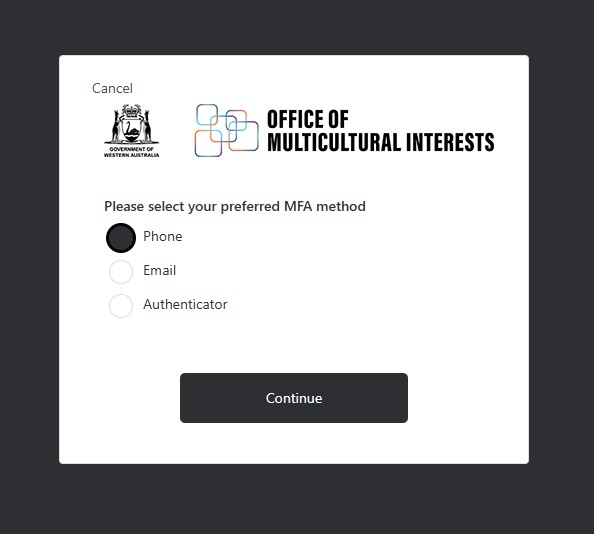 Cancel
GOVERNMENT OF
WESTERN AUSTRALIA
OFFICE OF
MULTICULTURAL INTERESTS
Please select your preferred MFA method
Phone
Email
Authenticator
Continue